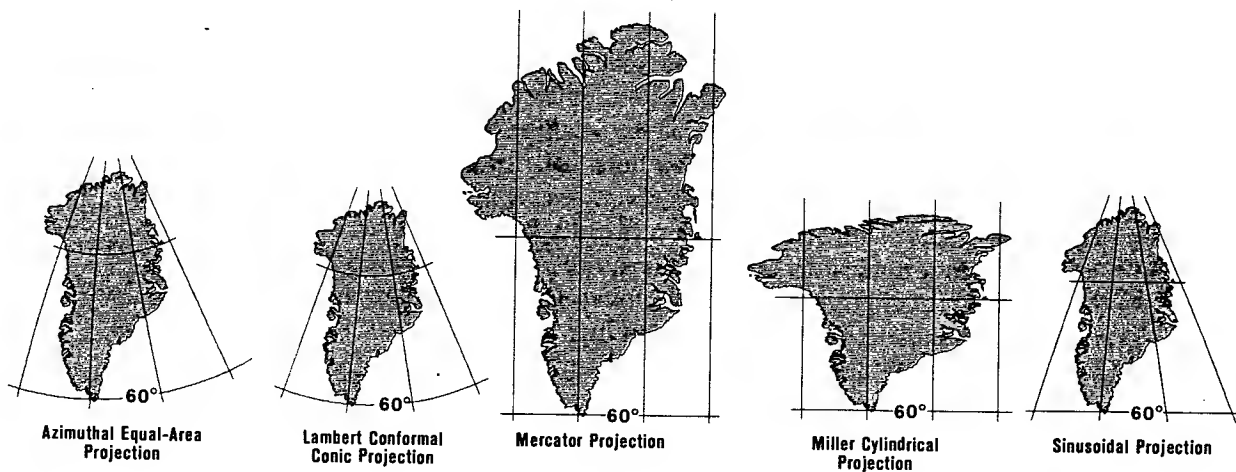 60°
60°
60°
60°
60°
Azimuthal Equal-Area
Projection
Lambert Conformal
Conic Projection
Mercator Projection
Miller Cylindrical
Projection
Sinusoidal Projection